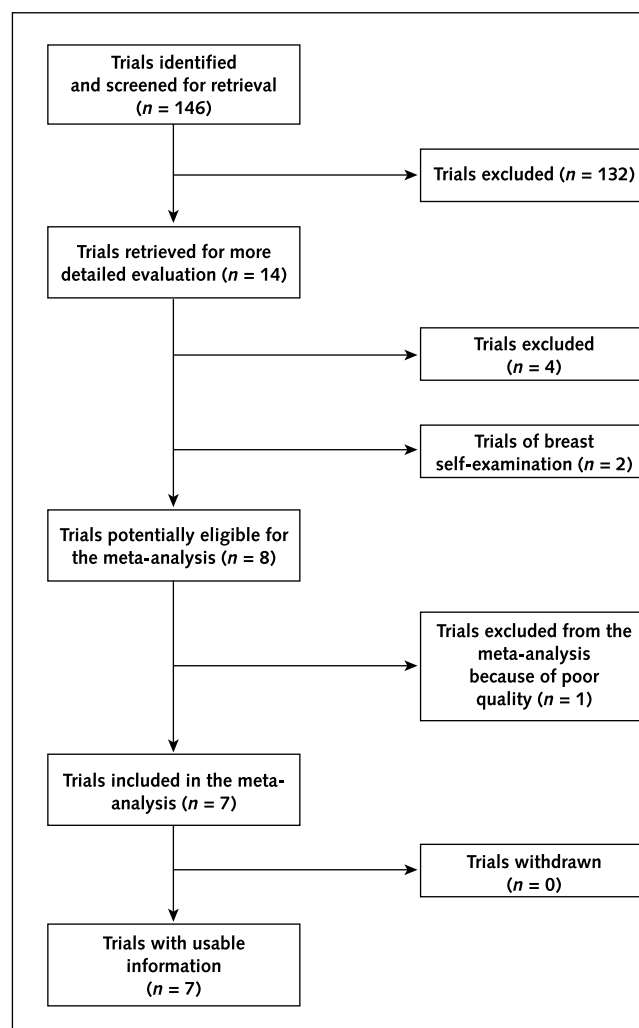 Trials identified
and screened for retrieval
(n = 146)
Trials excluded (n = 132)
Trials retrieved for more
detailed evaluation (n = 14)
Trials excluded
(n = 4)
Trials of breast
self-examination (n = 2)
Trials potentially eligible for
the meta-analysis (n = 8)
Trials excluded from the
meta-analysis
because of poor
quality (n = 1)
Trials included in the meta-
analysis (n = 7)
Trials withdrawn
(n = 0)
Trials with usable
information
(n = 7)